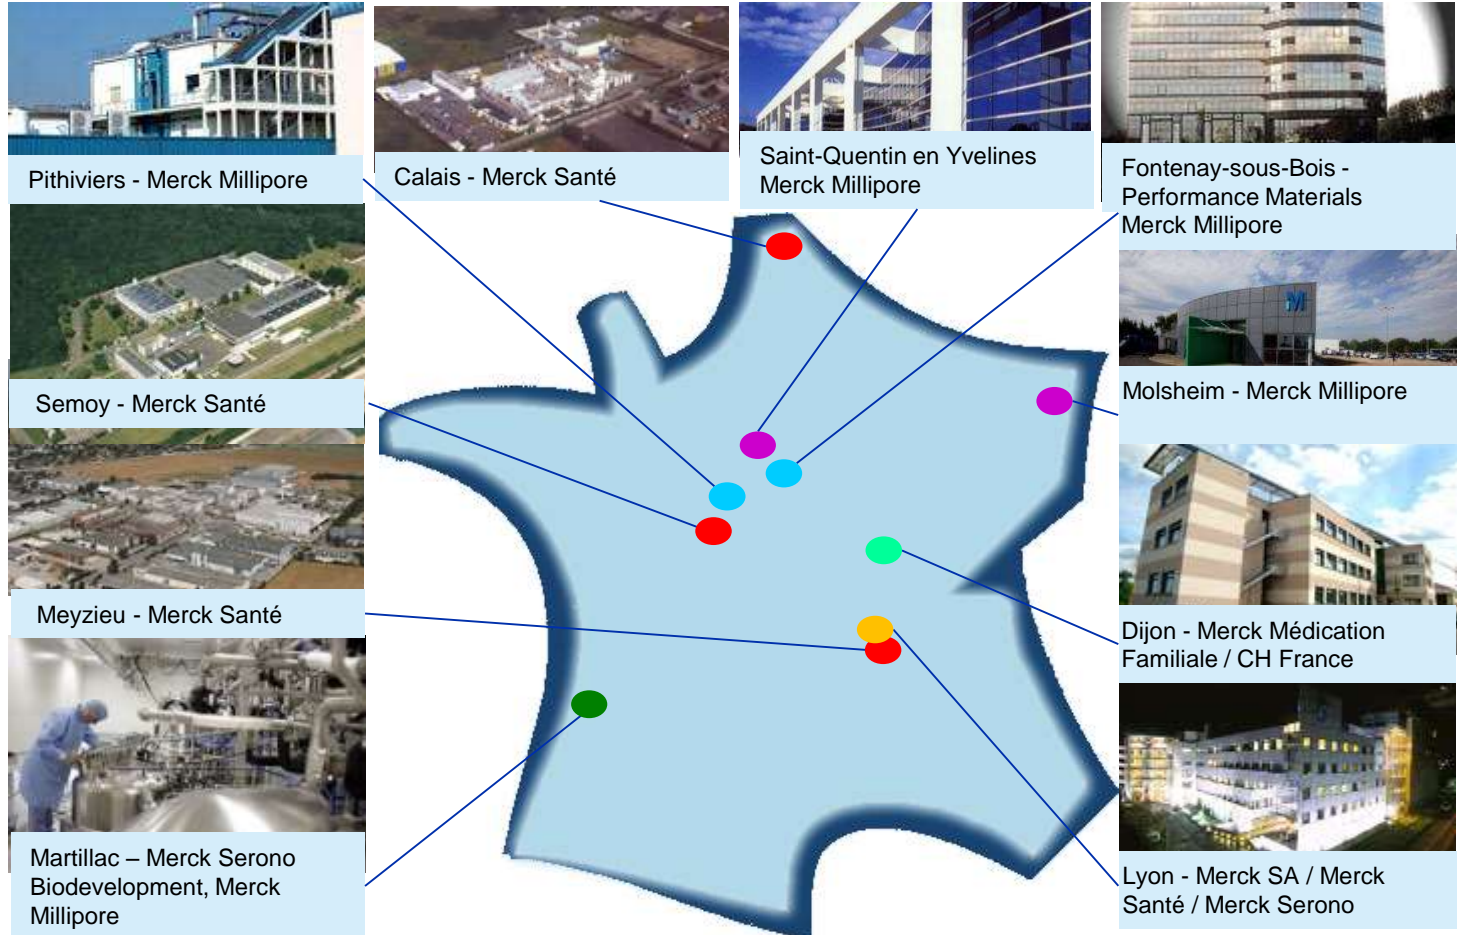 Pithiviers - Merck Millipore
Calais - Merck Santé
Saint-Quentin en Yvelines
Merck Millipore
Fontenay-sous-Bois -
Performance Materials
Merck Millipore
Semoy - Merck Santé
M
Molsheim - Merck Millipore
Meyzieu - Merck Santé
Dijon - Merck Médication
Familiale / CH France
Martillac – Merck Serono
Biodevelopment, Merck
Millipore
Lyon - Merck SA / Merck
Santé / Merck Serono